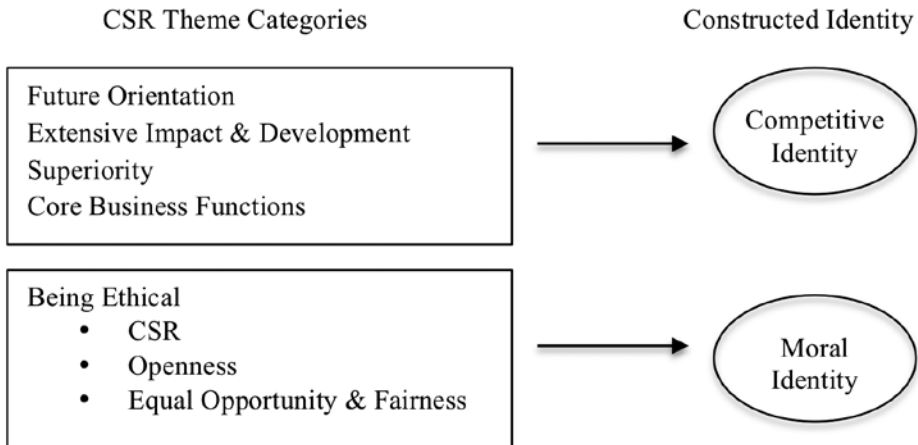 CSR Theme Categories
Constructed Identity
Future Orientation
Extensive Impact & Development
Superiority
Core Business Functions
Competitive
Identity
Being Ethical
• CSR
• Openness
• Equal Opportunity & Fairness
Moral
Identity